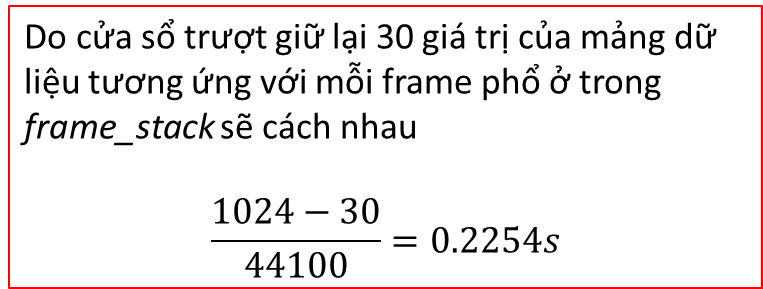 Do cửa sổ trượt giữ lại 30 giá trị của mảng dữ
liệu tương ứng với mỗi frame phổ ở trong
frame_stack sẽ cách nhau
1024 − 30
44100
= 0.2254s